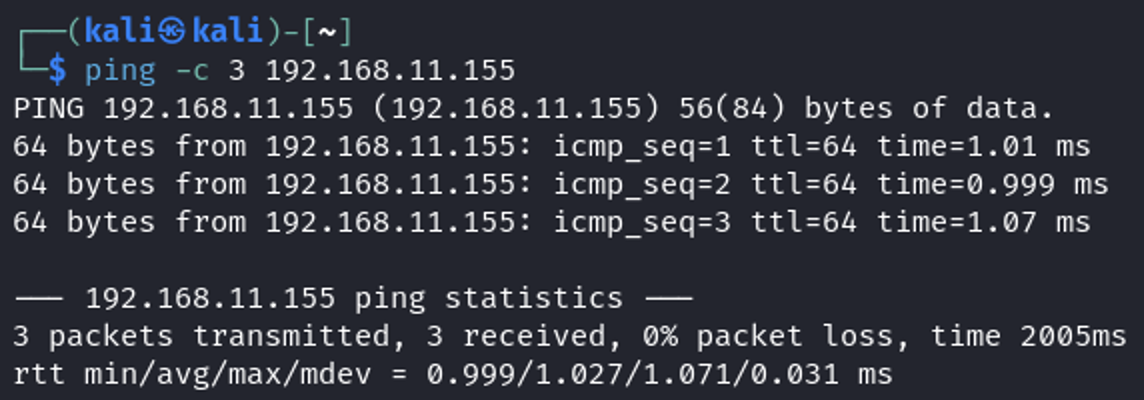 ┌──(kali㉿kali)-[~]
└─$ ping -c 3 192.168.11.155
PING 192.168.11.155 (192.168.11.155) 56(84) bytes of data.
64 bytes from 192.168.11.155: icmp_seq=1 ttl=64 time=1.01 ms
64 bytes from 192.168.11.155: icmp_seq=2 ttl=64 time=0.999 ms
64 bytes from 192.168.11.155: icmp_seq=3 ttl=64 time=1.07 ms

--- 192.168.11.155 ping statistics ---
3 packets transmitted, 3 received, 0% packet loss, time 2005ms
rtt min/avg/max/mdev = 0.999/1.027/1.071/0.031 ms